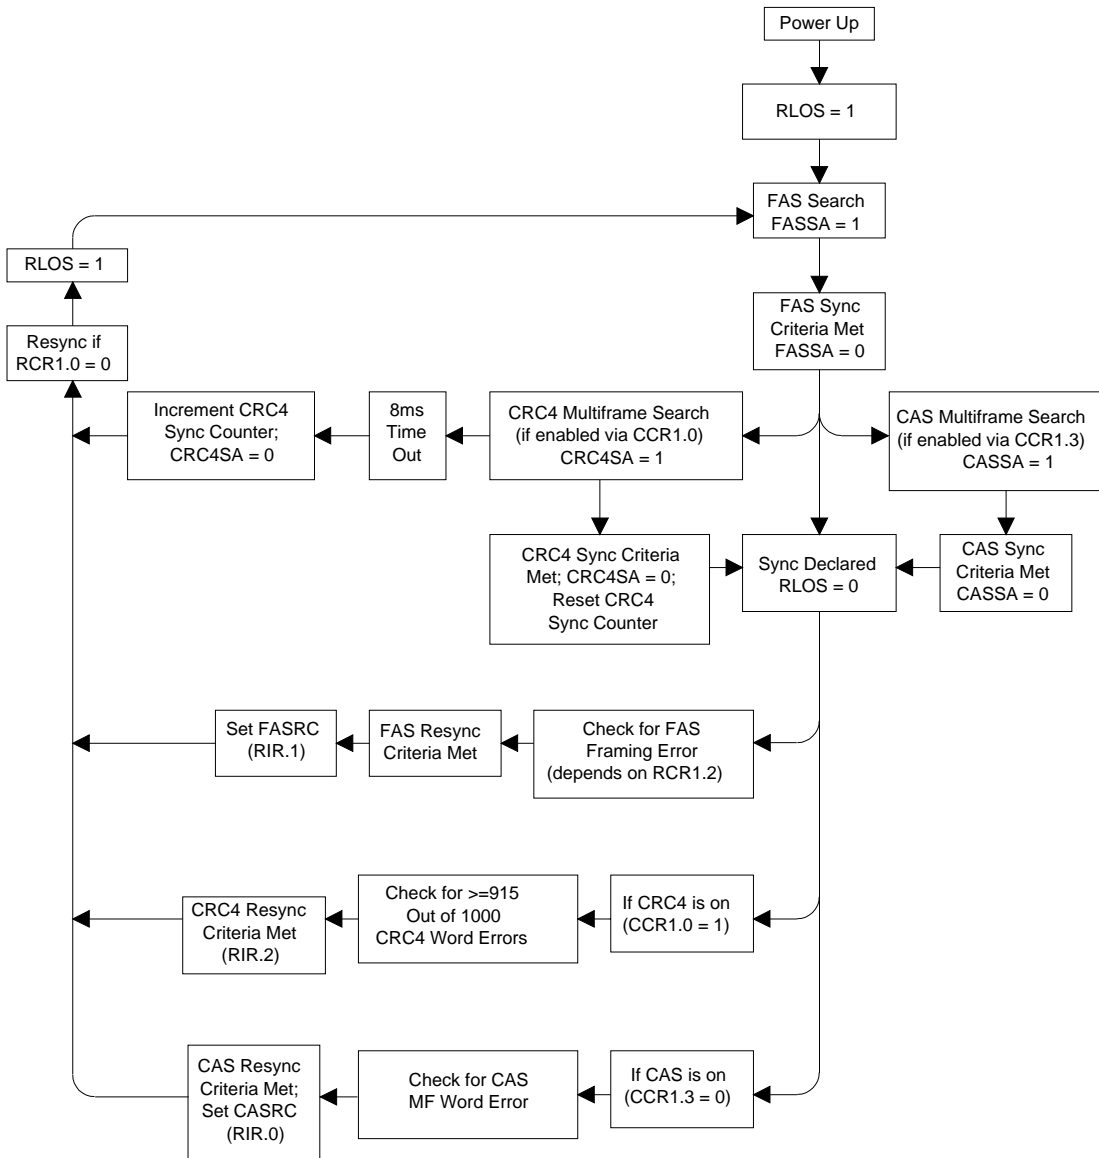 Power Up
RLOS = 1
FAS Search
FASSA = 1
RLOS = 1
FAS Sync
Criteria Met
FASSA = 0
Resync if
RCR1.0 = 0
Increment CRC4
Sync Counter;
CRC4SA = 0
8ms
Time
Out
CRC4 Multiframe Search
(if enabled via CCR1.0)
CRC4SA = 1
CAS Multiframe Search
(if enabled via CCR1.3)
CASSA = 1
CRC4 Sync Criteria
Met; CRC4SA = 0;
Reset CRC4
Sync Counter
Sync Declared
RLOS = 0
CAS Sync
Criteria Met
CASSA = 0
Set FASRC
(RIR.1)
FAS Resync
Criteria Met
Check for FAS
Framing Error
(depends on RCR1.2)
CRC4 Resync
Criteria Met
(RIR.2)
Check for >=915
Out of 1000
CRC4 Word Errors
If CRC4 is on
(CCR1.0 = 1)
CAS Resync
Criteria Met;
Set CASRC
(RIR.0)
Check for CAS
MF Word Error
If CAS is on
(CCR1.3 = 0)